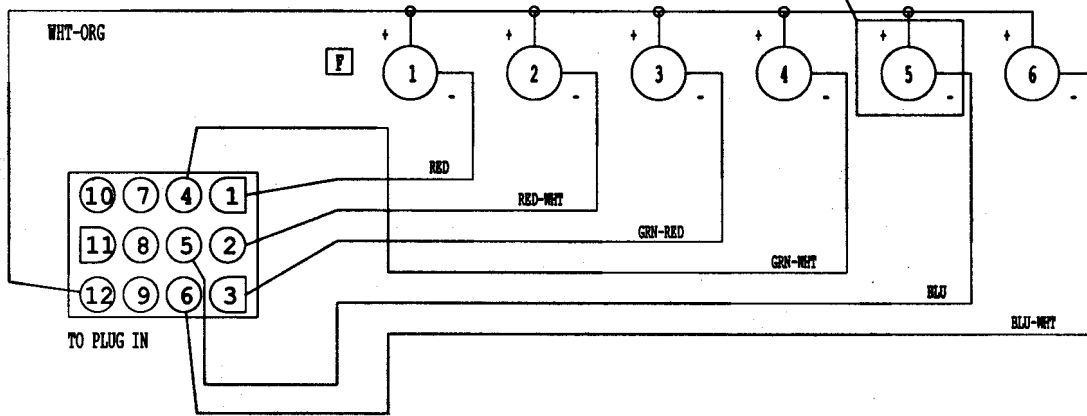 WHT-ORG
F
+ 1 -
+ 2 -
+ 3 -
+ 4 -
+ 5 -
+ 6 -
RED
RED-WHT
GRN-RED
GRN-WHT
BLU
BLU-WHT
10 7 4 1
11 8 5 2
12 9 6 3
TO PLUG IN